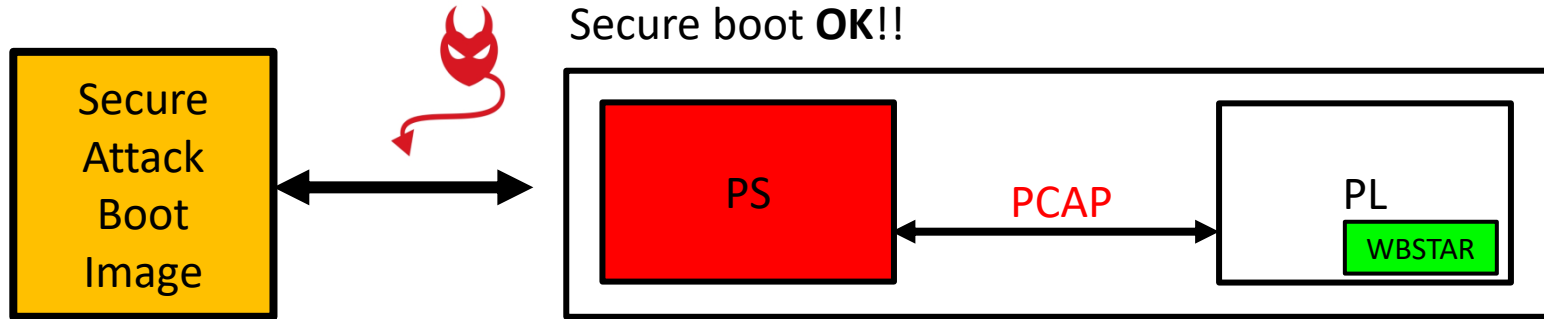 Secure boot OK!!
Secure
Attack
Boot
Image
PS
PCAP
PL
WBSTAR